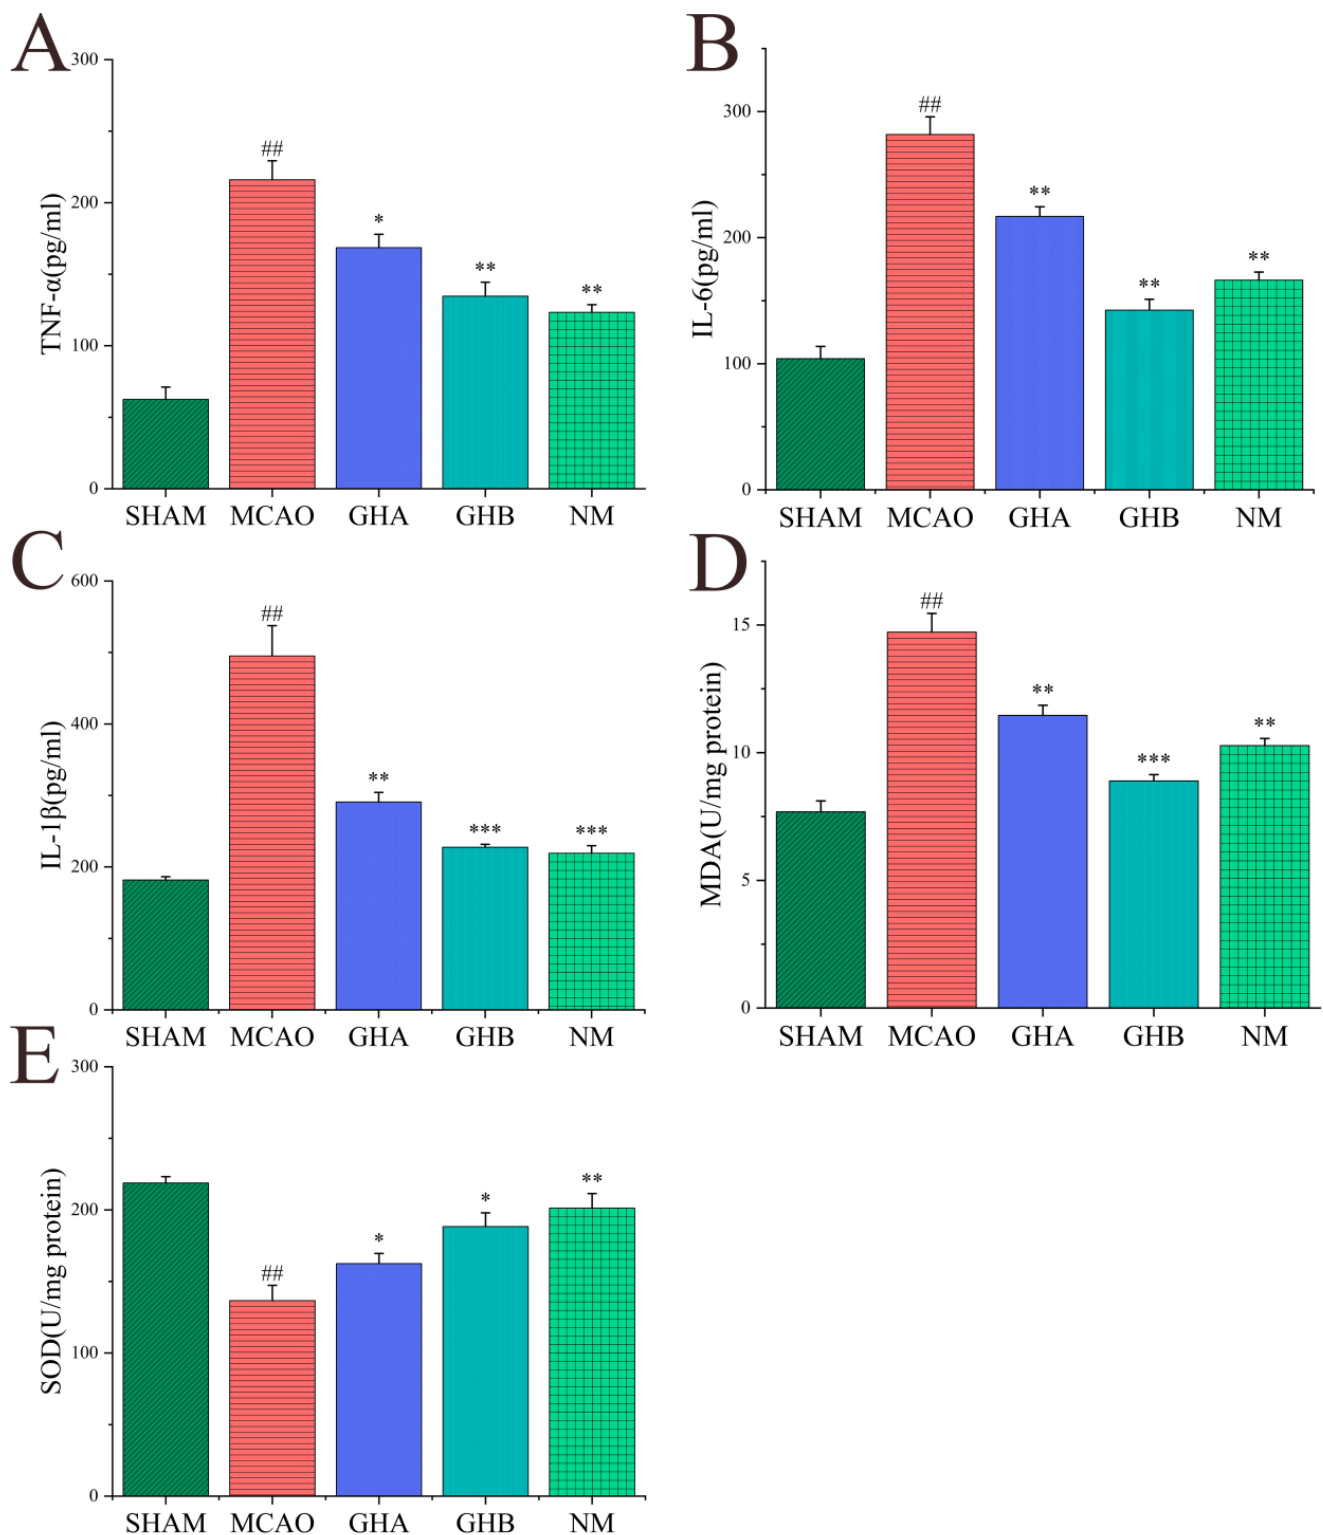 A
TNF-α(pg/ml)
300
200
100
0
##
*
**
**
SHAM MCAO GHA GHB NM
B
IL-6(pg/ml)
300
200
100
0
##
**
**
**
SHAM MCAO GHA GHB NM
C
IL-1β(pg/ml)
600
400
200
0
##
**
***
***
SHAM MCAO GHA GHB NM
D
MDA(U/mg protein)
15
10
5
0
##
**
***
**
SHAM MCAO GHA GHB NM
E
SOD(U/mg protein)
300
200
100
0
##
*
*
**
SHAM MCAO GHA GHB NM